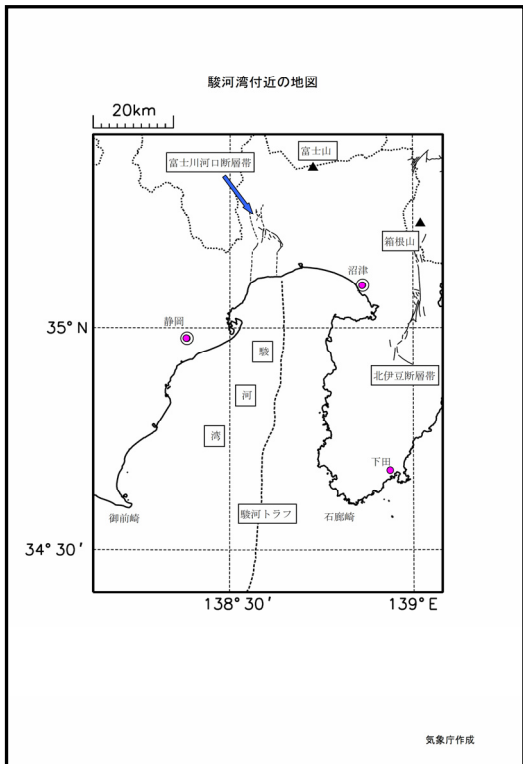 駿河湾付近の地図
20km
富士川河口断層帯
富士山
箱根山
沼津
静岡
35°N
駿
河
湾
北伊豆断層帯
下田
御前崎
駿河トラフ
石廊崎
34°30′
138°30′
139°E
気象庁作成